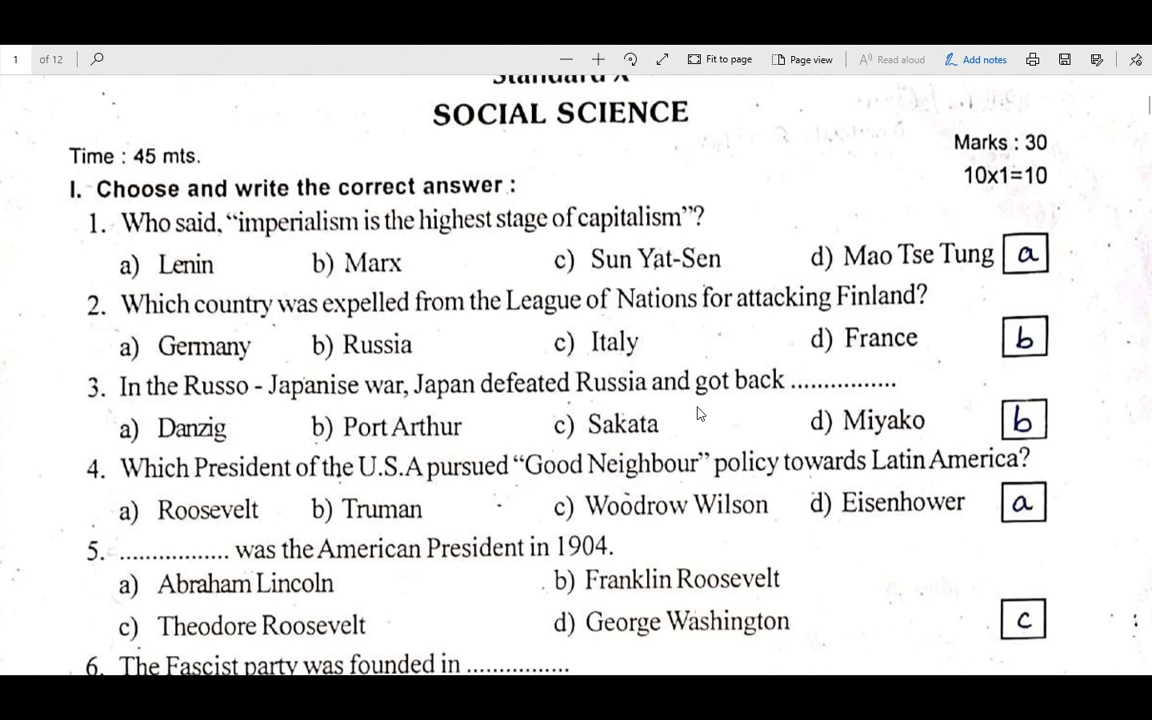 1 of 12 Fit to page Page view Read aloud Add notes
Standard X
SOCIAL SCIENCE
Time : 45 mts.
Marks : 30
I. Choose and write the correct answer :
10x1=10
1. Who said, “imperialism is the highest stage of capitalism”?
a) Lenin b) Marx c) Sun Yat-Sen d) Mao Tse Tung a
2. Which country was expelled from the League of Nations for attacking Finland?
a) Germany b) Russia c) Italy d) France b
3. In the Russo - Japanise war, Japan defeated Russia and got back ................
a) Danzig b) Port Arthur c) Sakata d) Miyako b
4. Which President of the U.S.A pursued “Good Neighbour” policy towards Latin America?
a) Roosevelt b) Truman c) Woodrow Wilson d) Eisenhower a
5. ................. was the American President in 1904.
a) Abraham Lincoln b) Franklin Roosevelt
c) Theodore Roosevelt d) George Washington c
6. The Fascist party was founded in ................